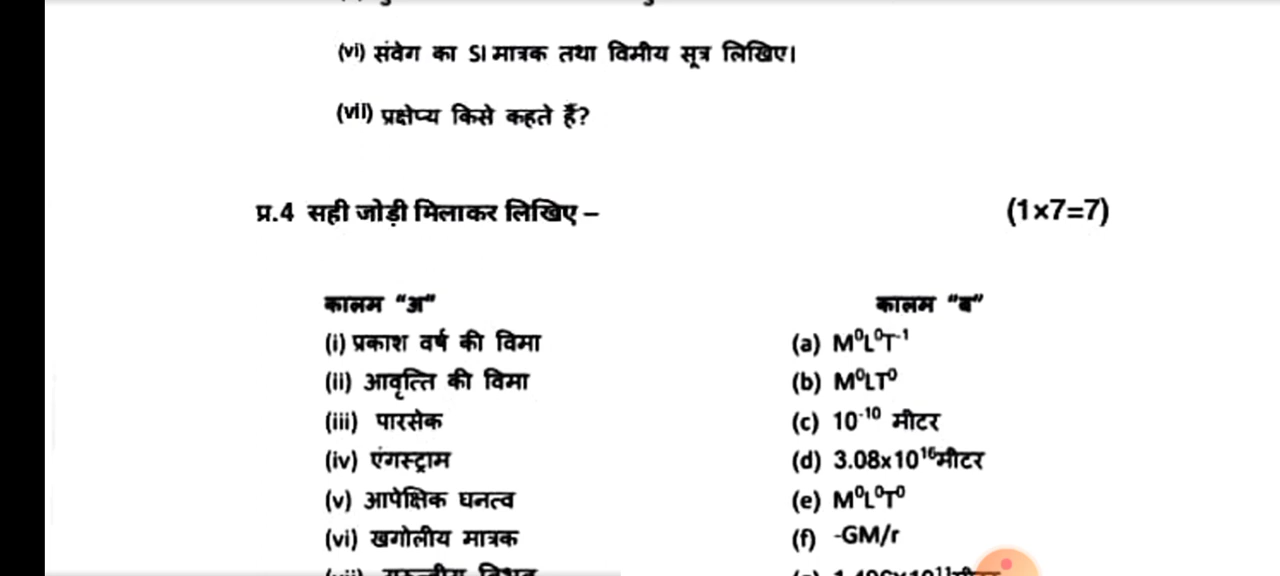 (vi) संवेग का SI मात्रक तथा विमीय सूत्र लिखिए।
(vii) प्रक्षेप्य किसे कहते हैं?
प्र.4 सही जोड़ी मिलाकर लिखिए – (1×7=7)
कालम “अ” कालम “ब”
(i) प्रकाश वर्ष की विमा (a) M⁰L⁰T⁻¹
(ii) आवृत्ति की विमा (b) M⁰LT⁰
(iii) पारसेक (c) 10⁻¹⁰ मीटर
(iv) एंगस्ट्राम (d) 3.08x10¹⁶मीटर
(v) आपेक्षिक घनत्व (e) M⁰L⁰T⁰
(vi) खगोलीय मात्रक (f) -GM/r